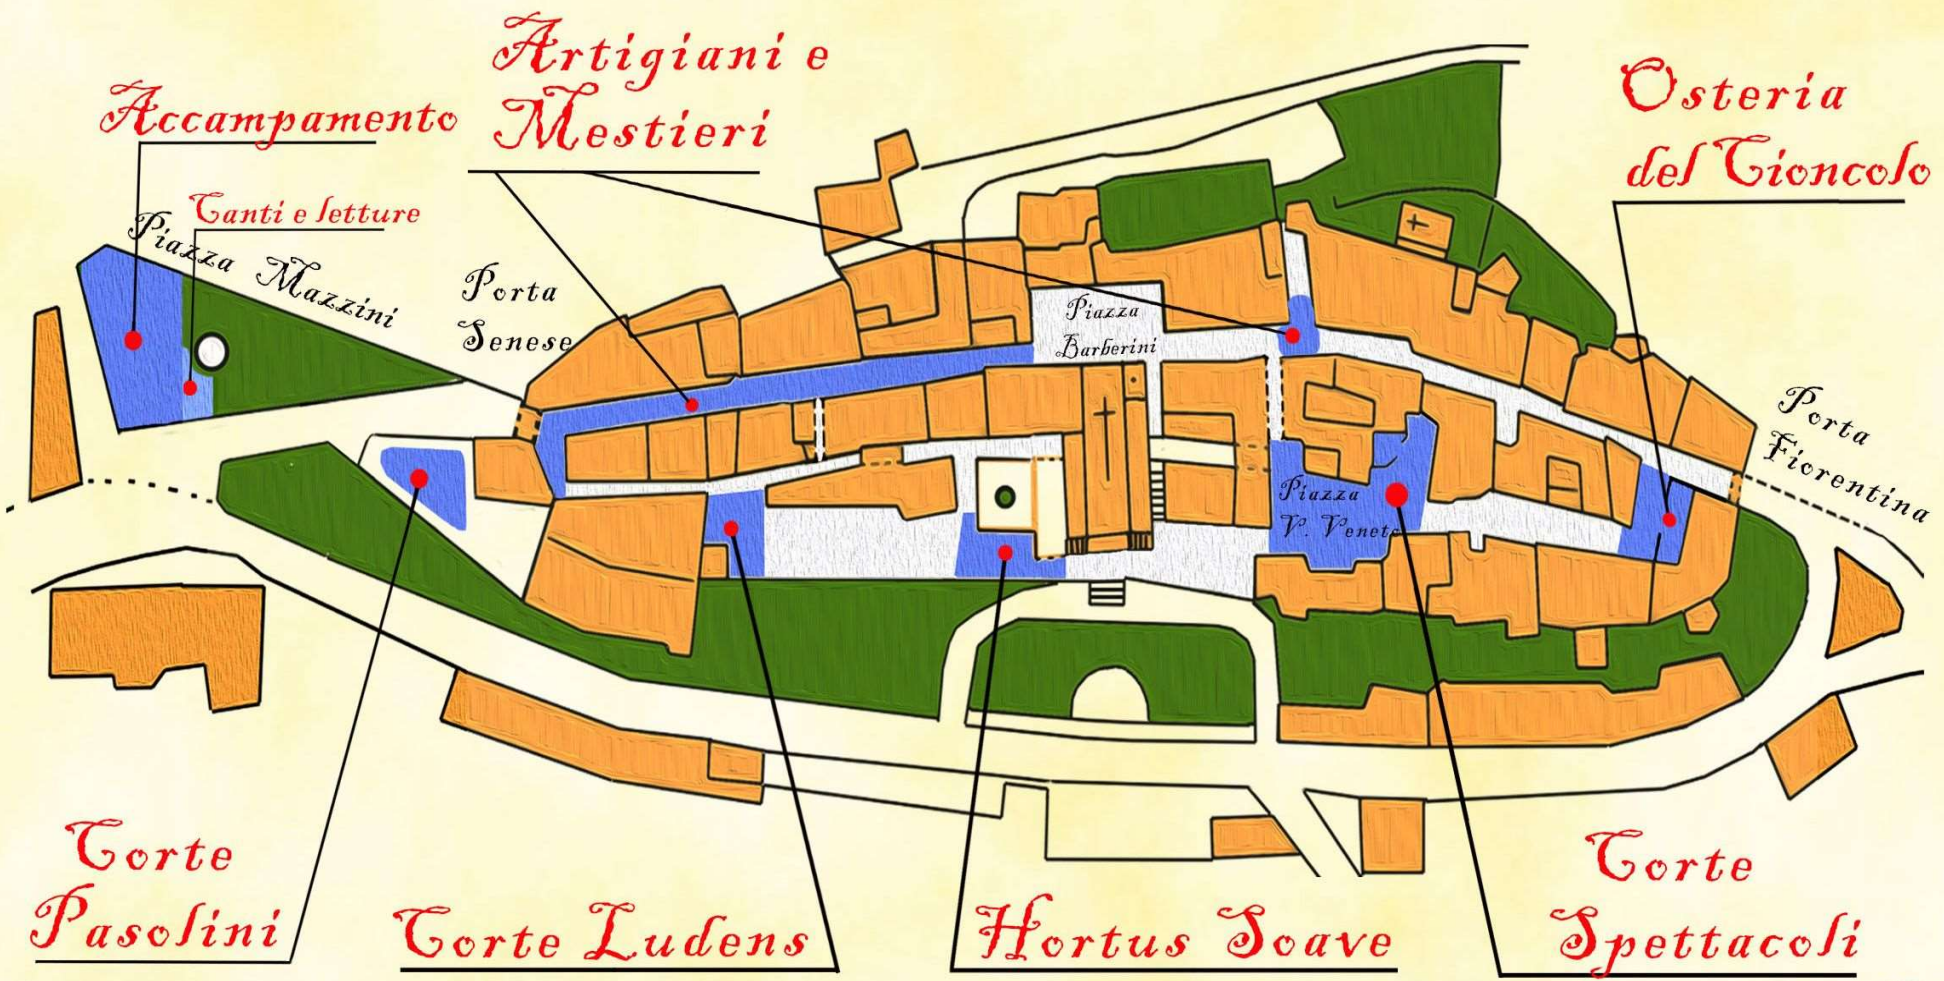 Artigiani e
Mestieri
Osteria
del Cioncolo
Accampamento
Canti e letture
Piazza Mazzini
Porta
Senese
Piazza
Barberini
Porta
Fiorentina
Piazza
V. Veneto
Corte
Pasolini
Corte Ludens
Hortus Soave
Corte
Spettacoli